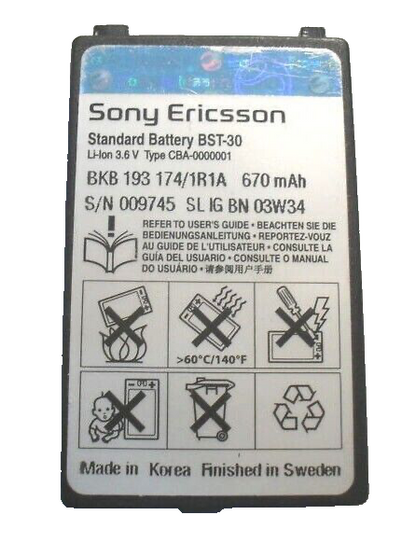 Sony Ericsson
Standard Battery BST-30
Li-Ion 3.6 V Type CBA-0000001
BKB 193 174/1R1A 670 mAh
S/N 009745 SL IG BN 03W34
REFER TO USER'S GUIDE • BEACHTEN SIE DIE
BEDIENUNGSANLEITUNG • REPORTEZ-VOUZ
AU GUIDE DE L'UTILISATEUR • CONSULTE LA
GUÍA DEL USUARIO • CONSULTE O MANUAL
DO USUÁRIO • 请参阅用户手册
>60°C/140°F
Made in Korea Finished in Sweden